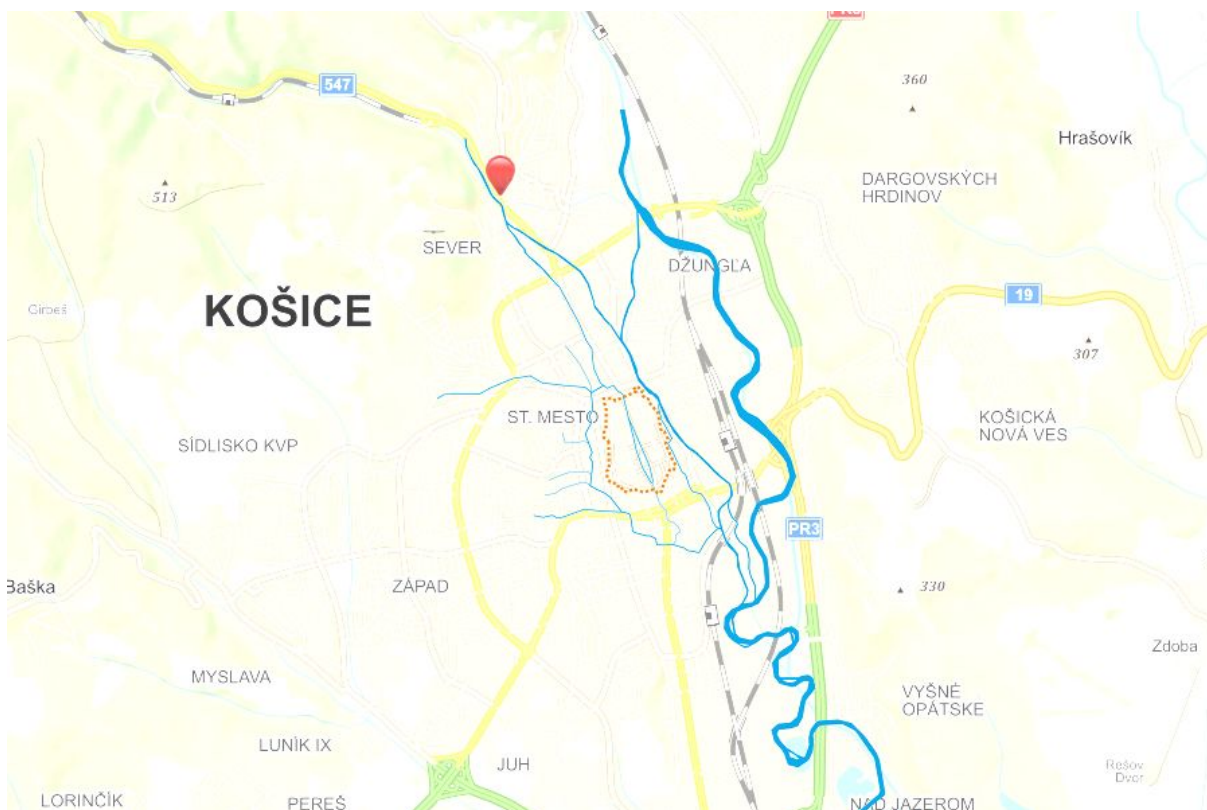 PR3
547
360
Hrašovík
DARGOVSKÝCH
HRDINOV
513
SEVER
DŽUNGĽA
KOŠICE
19
307
ST. MESTO
KOŠICKÁ
NOVÁ VES
SÍDLISKO KVP
PR3
Baška
ZÁPAD
330
Zdoba
MYSLAVA
VYŠNÉ
OPÁTSKE
LUNÍK IX
JUH
Rešov
Dvor
LORINČÍK
PEREŠ
NAD JAZEROM